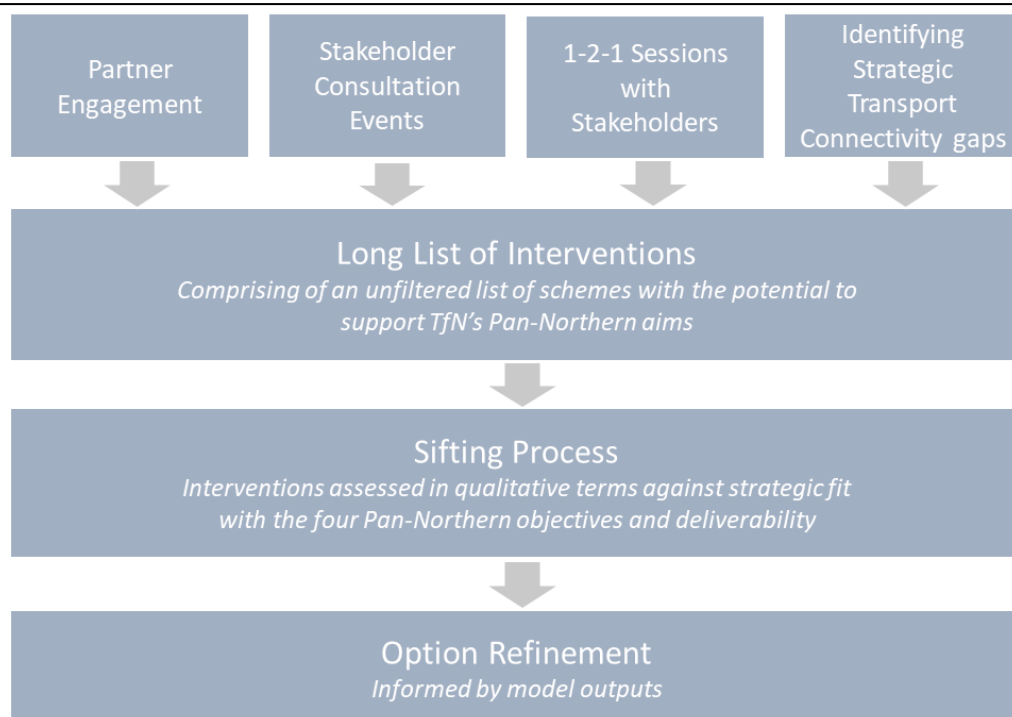 Partner
Engagement
Stakeholder
Consultation
Events
1-2-1 Sessions
with
Stakeholders
Identifying
Strategic
Transport
Connectivity gaps
Long List of Interventions
Comprising of an unfiltered list of schemes with the potential to
support TfN's Pan-Northern aims
Sifting Process
Interventions assessed in qualitative terms against strategic fit
with the four Pan-Northern objectives and deliverability
Option Refinement
Informed by model outputs